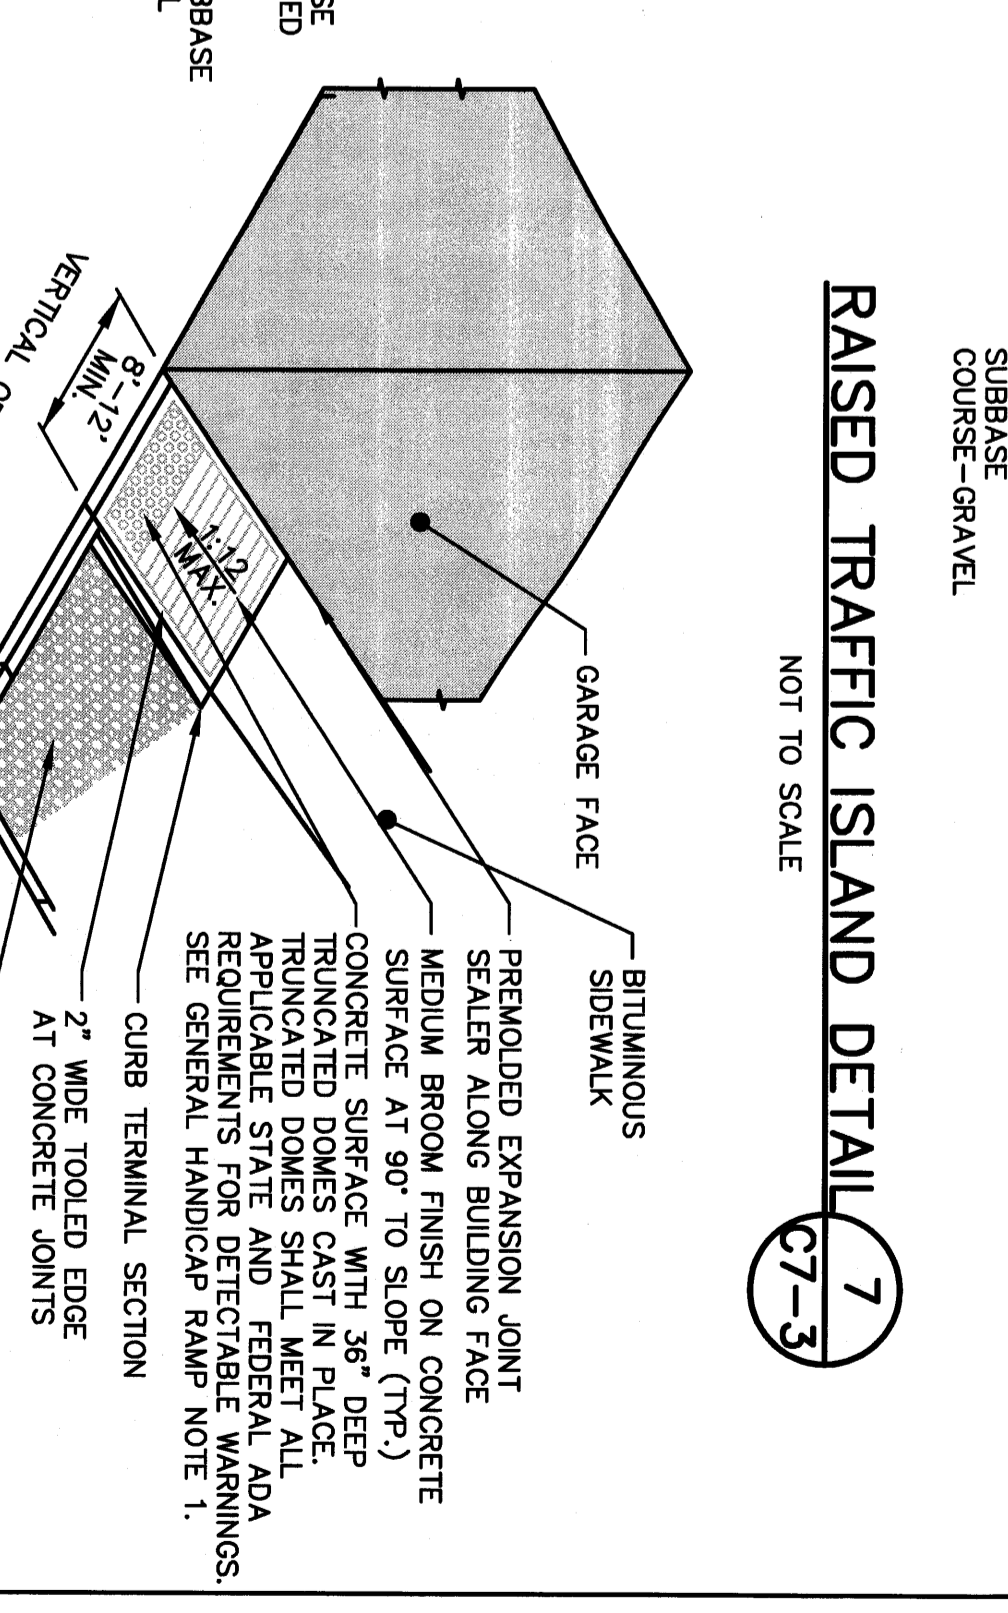 SUBBASE
COURSE-GRAVEL
RAISED TRAFFIC ISLAND DETAIL
7
C7-3
NOT TO SCALE
BBASE
SE
ED
GARAGE FACE
BITUMINOUS
SIDEWALK
PREMOLDED EXPANSION JOINT
SEALER ALONG BUILDING FACE
MEDIUM BROOM FINISH ON CONCRETE
SURFACE AT 90° TO SLOPE (TYP.)
CONCRETE SURFACE WITH 36" DEEP
TRUNCATED DOMES CAST IN PLACE.
TRUNCATED DOMES SHALL MEET ALL
APPLICABLE STATE AND FEDERAL ADA
REQUIREMENTS FOR DETECTABLE WARNINGS.
SEE GENERAL HANDICAP RAMP NOTE 1.
CURB TERMINAL SECTION
2" WIDE TOOLED EDGE
AT CONCRETE JOINTS
1:12
MAX.
8'-12'
MIN.
VERTICAL